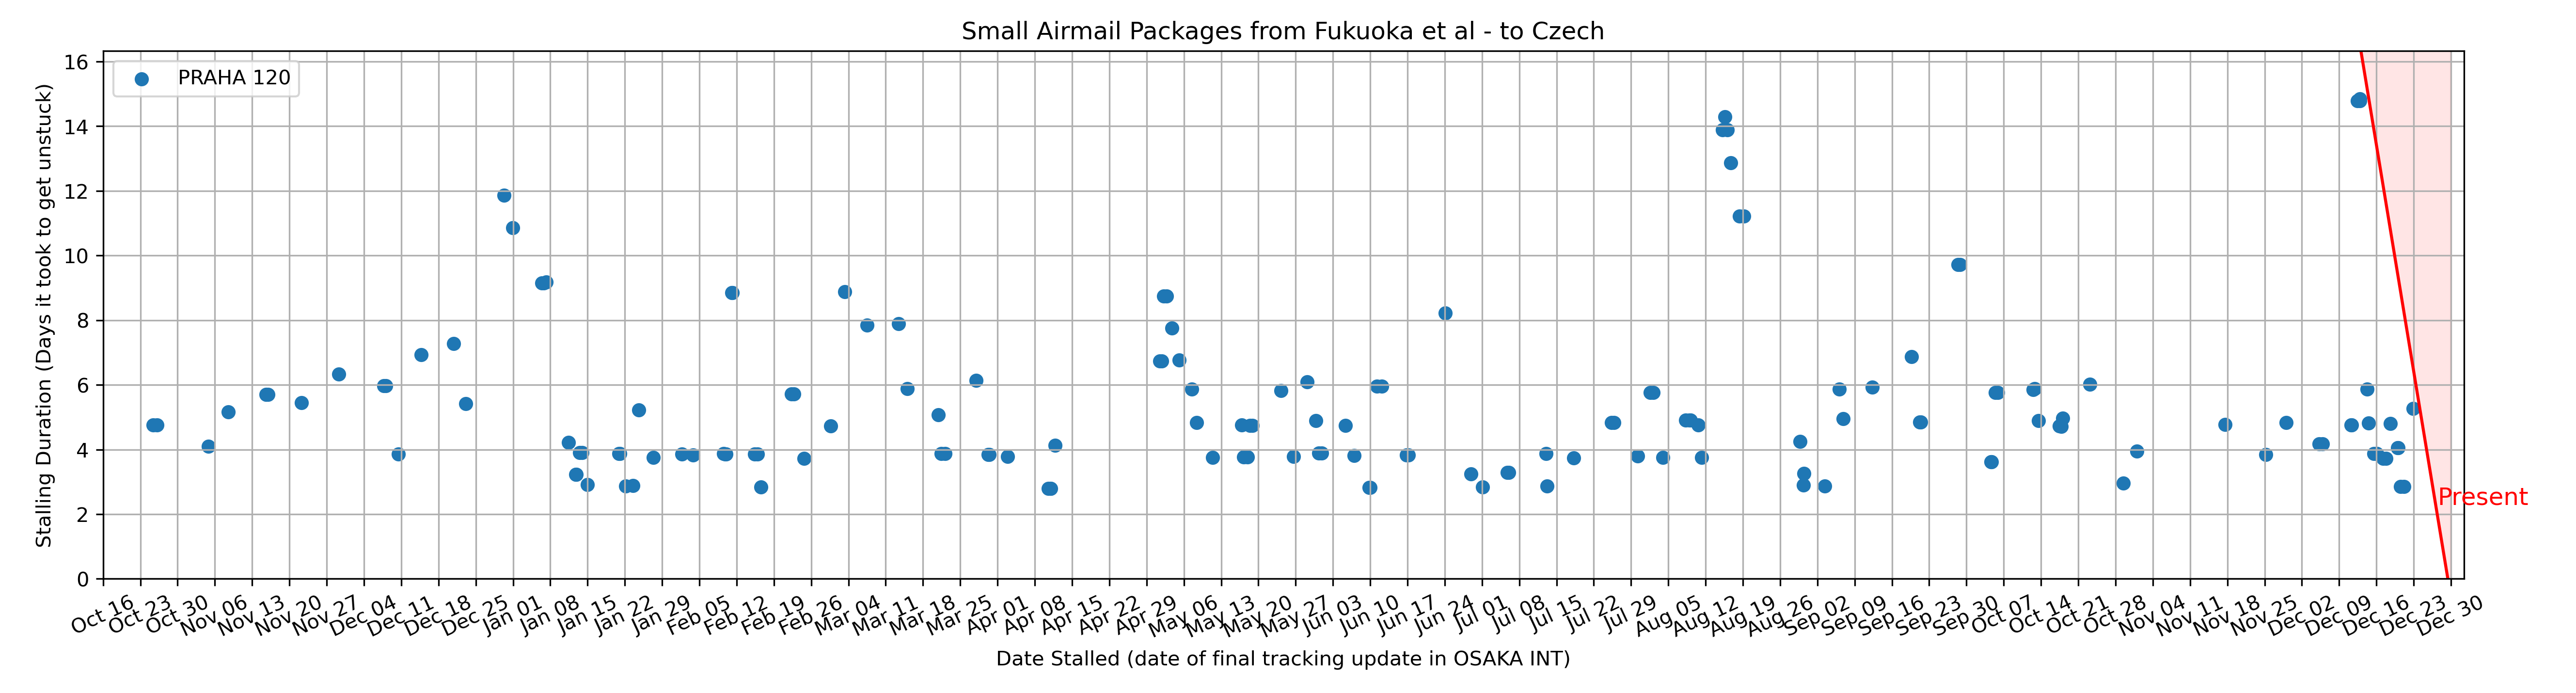 Small Airmail Packages from Fukuoka et al - to Czech
PRAHA 120
Stalling Duration (Days it took to get unstuck)
16
14
12
10
8
6
4
2
0
Present
Oct 16
Oct 23
Oct 30
Nov 06
Nov 13
Nov 20
Nov 27
Dec 04
Dec 11
Dec 18
Dec 25
Jan 01
Jan 08
Jan 15
Jan 22
Jan 29
Feb 05
Feb 12
Feb 19
Feb 26
Mar 04
Mar 11
Mar 18
Mar 25
Apr 01
Apr 08
Apr 15
Apr 22
Apr 29
May 06
May 13
May 20
May 27
Jun 03
Jun 10
Jun 17
Jun 24
Jul 01
Jul 08
Jul 15
Jul 22
Jul 29
Aug 05
Aug 12
Aug 19
Aug 26
Sep 02
Sep 09
Sep 16
Sep 23
Sep 30
Oct 07
Oct 14
Oct 21
Oct 28
Nov 04
Nov 11
Nov 18
Nov 25
Dec 02
Dec 09
Dec 16
Dec 23
Dec 30
Date Stalled (date of final tracking update in OSAKA INT)